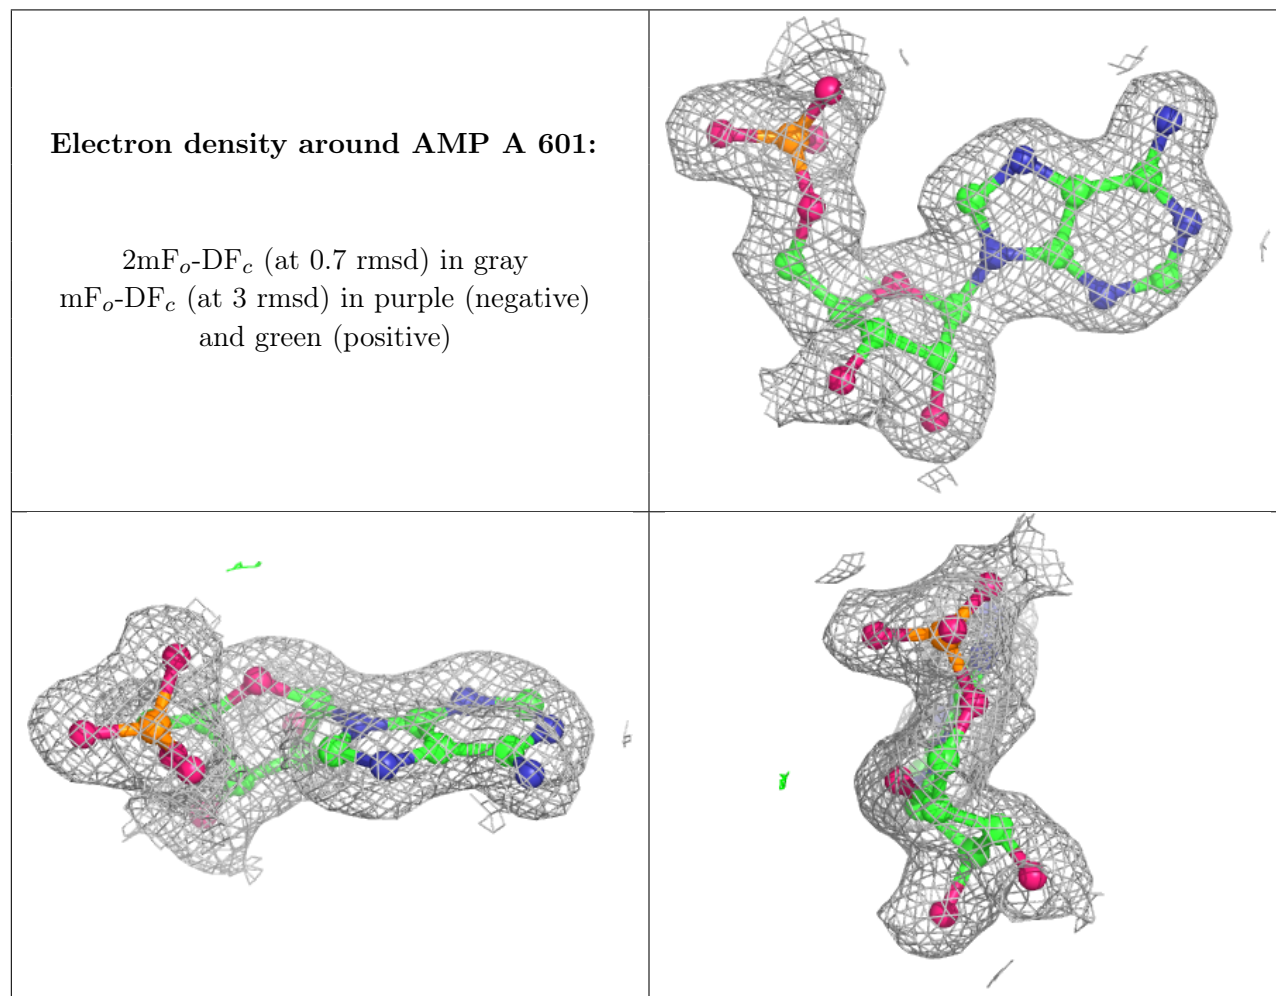 Electron density around AMP A 601:
2mFo-DFc (at 0.7 rmsd) in gray
mFo-DFc (at 3 rmsd) in purple (negative)
and green (positive)